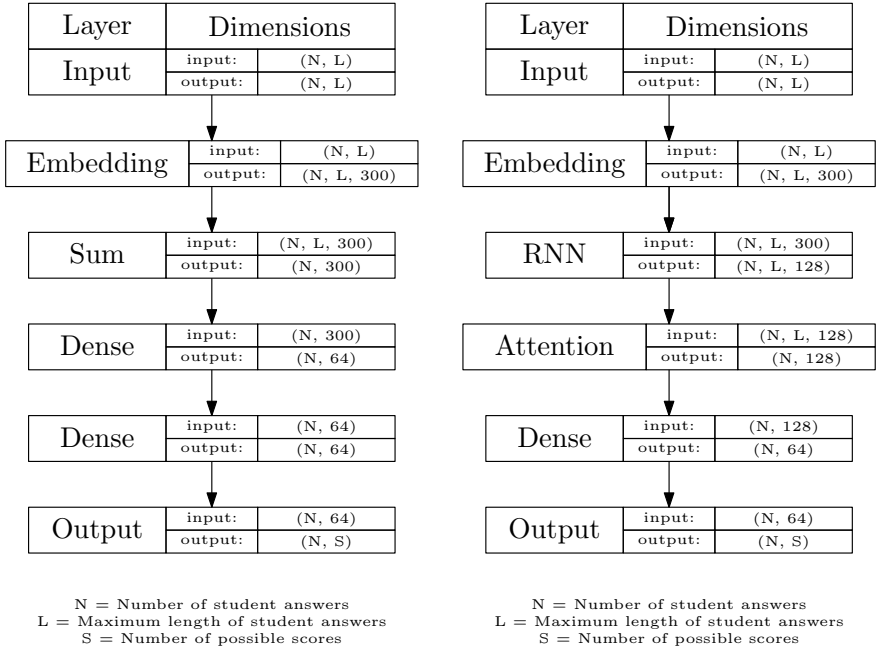 Layer Dimensions
Input input: (N, L)
output: (N, L)
Embedding input: (N, L)
output: (N, L, 300)
Sum input: (N, L, 300)
output: (N, 300)
Dense input: (N, 300)
output: (N, 64)
Dense input: (N, 64)
output: (N, 64)
Output input: (N, 64)
output: (N, S)
N = Number of student answers
L = Maximum length of student answers
S = Number of possible scores
Layer Dimensions
Input input: (N, L)
output: (N, L)
Embedding input: (N, L)
output: (N, L, 300)
RNN input: (N, L, 300)
output: (N, L, 128)
Attention input: (N, L, 128)
output: (N, 128)
Dense input: (N, 128)
output: (N, 64)
Output input: (N, 64)
output: (N, S)
N = Number of student answers
L = Maximum length of student answers
S = Number of possible scores